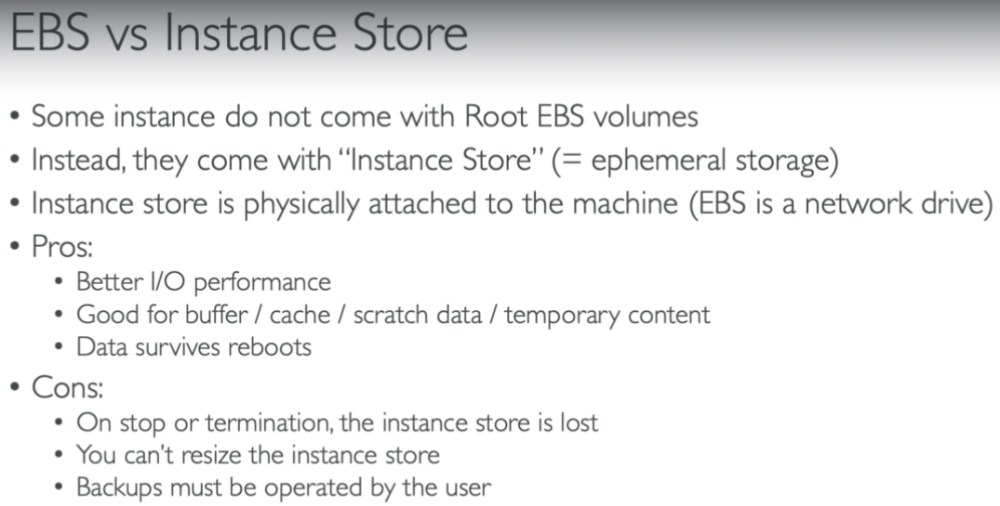 EBS vs Instance Store
• Some instance do not come with Root EBS volumes
• Instead, they come with “Instance Store” (= ephemeral storage)
• Instance store is physically attached to the machine (EBS is a network drive)
• Pros:
• Better I/O performance
• Good for buffer / cache / scratch data / temporary content
• Data survives reboots
• Cons:
• On stop or termination, the instance store is lost
• You can’t resize the instance store
• Backups must be operated by the user